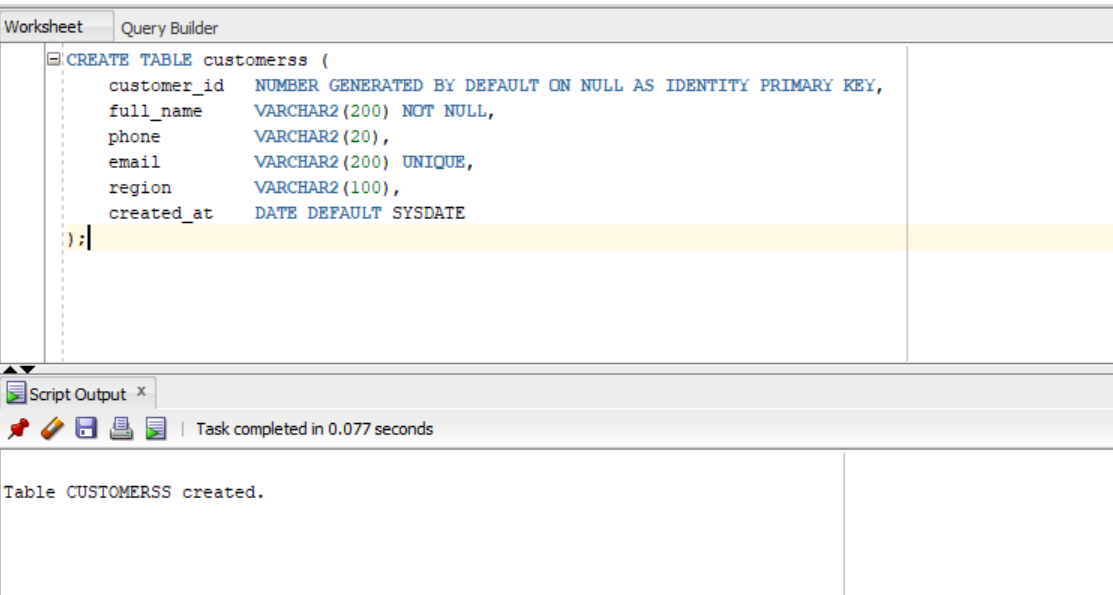 Worksheet Query Builder
CREATE TABLE customerss (
customer_id NUMBER GENERATED BY DEFAULT ON NULL AS IDENTITY PRIMARY KEY,
full_name VARCHAR2(200) NOT NULL,
phone VARCHAR2(20),
email VARCHAR2(200) UNIQUE,
region VARCHAR2(100),
created_at DATE DEFAULT SYSDATE
);
Script Output x
Task completed in 0.077 seconds
Table CUSTOMERSS created.